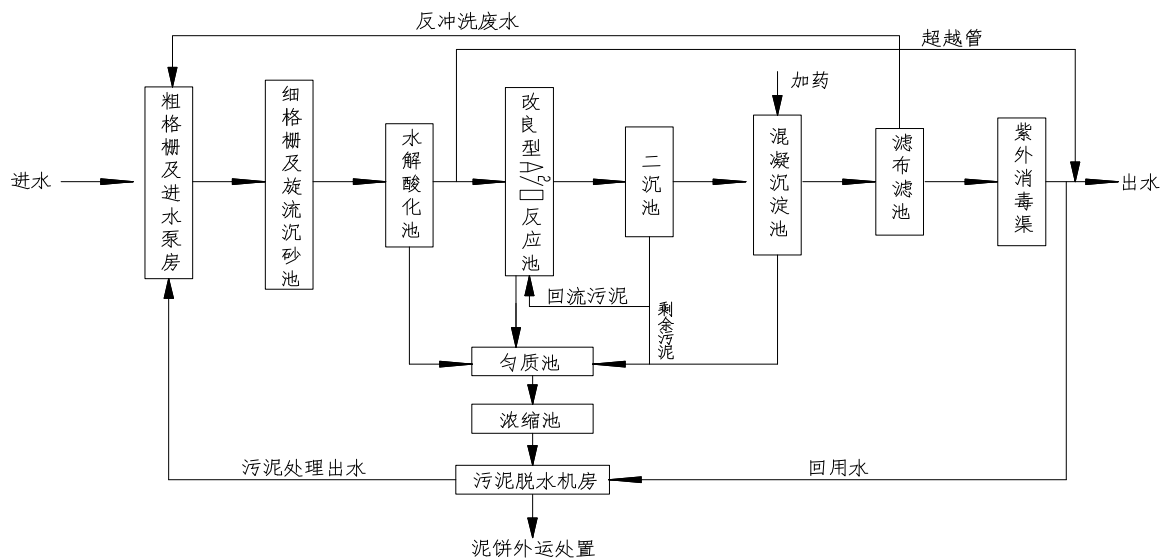 反冲洗废水
超越管
加药
进水
粗格栅及进水泵房
细格栅及旋流沉砂池
水解酸化池
改良型A²/□反应池
二沉池
混凝沉淀池
滤布滤池
紫外消毒渠
出水
回流污泥
剩余污泥
匀质池
浓缩池
污泥处理出水
污泥脱水机房
回用水
泥饼外运处置